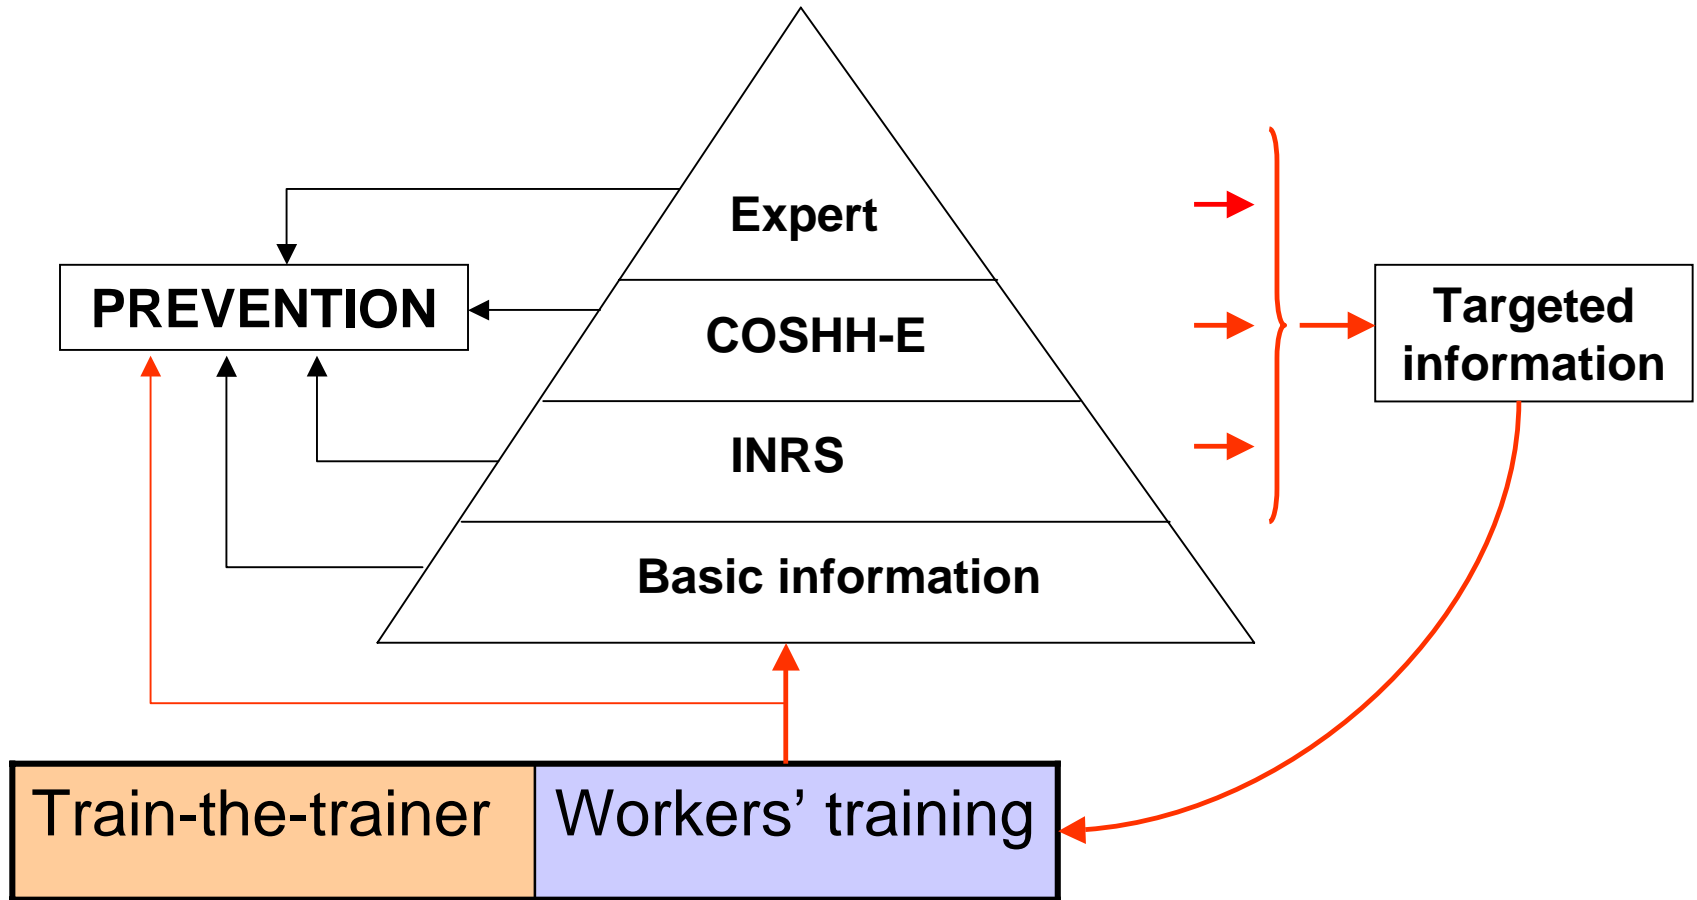 Expert
PREVENTION
COSHH-E
Targeted
information
INRS
Basic information
Train-the-trainer
Workers’ training